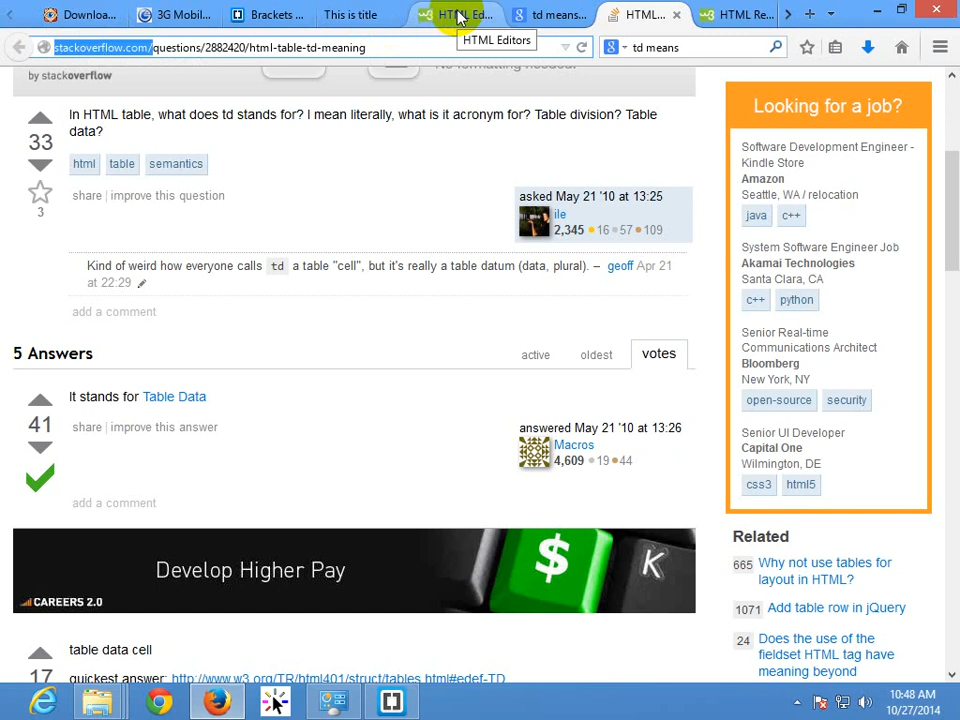 Downloa...
3G Mobil...
Brackets ...
This is title
HTML Ed...
td means...
HTML...
HTML Re...
stackoverflow.com/questions/2882420/html-table-td-meaning
td means
HTML Editors
by stackoverflow
No formatting needed.
33
In HTML table, what does td stands for? I mean literally, what is it acronym for? Table division? Table
data?
html table semantics
share improve this question
3
asked May 21 '10 at 13:25
ile
2,345 16 57 109
Kind of weird how everyone calls td a table "cell", but it's really a table datum (data, plural). – geoff Apr 21
at 22:29
add a comment
5 Answers
active oldest votes
41
It stands for Table Data
share improve this answer
answered May 21 '10 at 13:26
Macros
4,609 19 44
add a comment
Develop Higher Pay
$
K
CAREERS 2.0
17
table data cell
quickest answer: http://www.w3.org/TR/html401/struct/tables.html#edef-TD
Looking for a job?
Software Development Engineer -
Kindle Store
Amazon
Seattle, WA / relocation
java c++
System Software Engineer Job
Akamai Technologies
Santa Clara, CA
c++ python
Senior Real-time
Communications Architect
Bloomberg
New York, NY
open-source security
Senior UI Developer
Capital One
Wilmington, DE
css3 html5
Related
665 Why not use tables for
layout in HTML?
1071 Add table row in jQuery
24 Does the use of the
fieldset HTML tag have
meaning beyond
10:48 AM
10/27/2014